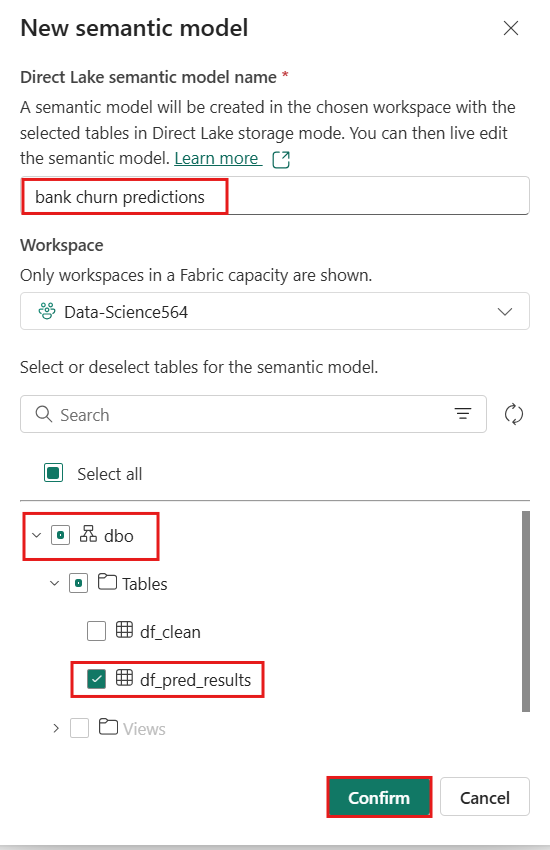 New semantic model
Direct Lake semantic model name *
A semantic model will be created in the chosen workspace with the
selected tables in Direct Lake storage mode. You can then live edit
the semantic model. Learn more
bank churn predictions
Workspace
Only workspaces in a Fabric capacity are shown.
Data-Science564
Select or deselect tables for the semantic model.
Search
Select all
dbo
Tables
df_clean
df_pred_results
Views
Confirm Cancel